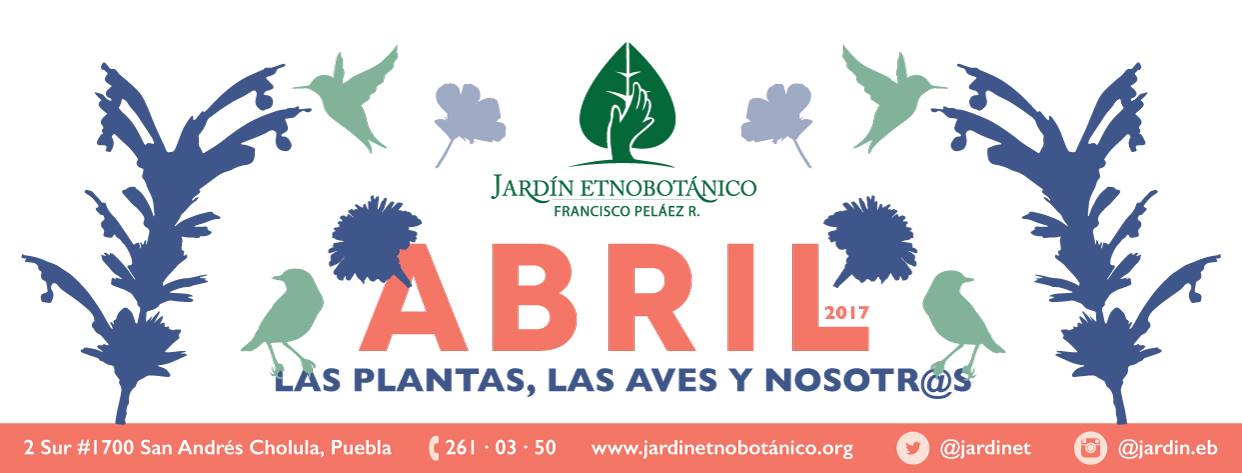 JARDÍN ETNOBOTÁNICO
FRANCISCO PELÁEZ R.
ABRIL
2017
LAS PLANTAS, LAS AVES Y NOSOTR@S
2 Sur #1700 San Andrés Cholula, Puebla 261 · 03 · 50 www.jardinetnobotánico.org @jardinet @jardin.eb